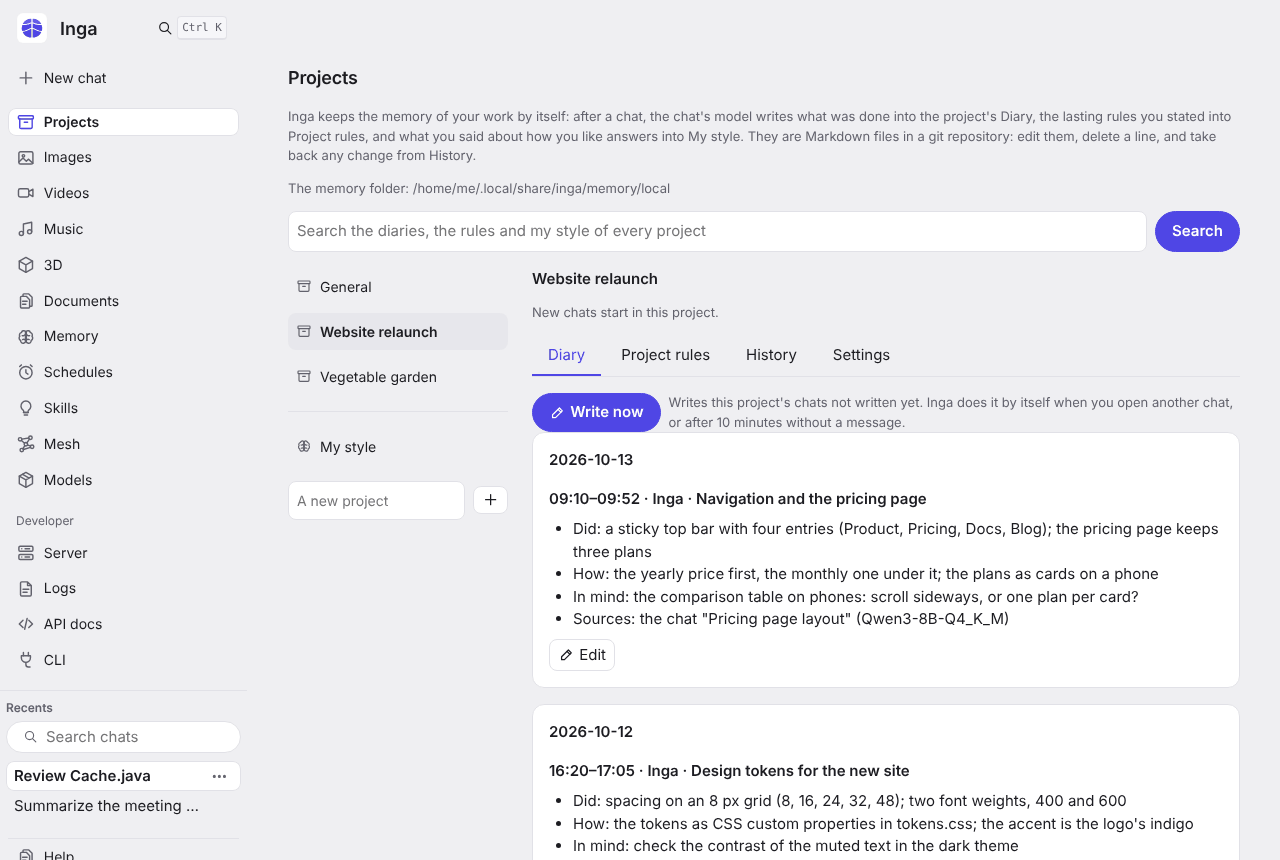 Inga
Ctrl K
New chat
Projects
Images
Videos
Music
3D
Documents
Memory
Schedules
Skills
Mesh
Models
Developer
Server
Logs
API docs
CLI
Recents
Search chats
Review Cache.java
Summarize the meeting ...
Help
Projects
Inga keeps the memory of your work by itself: after a chat, the chat's model writes what was done into the project's Diary, the lasting rules you stated into
Project rules, and what you said about how you like answers into My style. They are Markdown files in a git repository: edit them, delete a line, and take
back any change from History.
The memory folder: /home/me/.local/share/inga/memory/local
Search the diaries, the rules and my style of every project
Search
General
Website relaunch
Vegetable garden
My style
A new project
Website relaunch
New chats start in this project.
Diary
Project rules
History
Settings
Write now
Writes this project's chats not written yet. Inga does it by itself when you open another chat,
or after 10 minutes without a message.
2026-10-13
09:10–09:52 · Inga · Navigation and the pricing page
Did: a sticky top bar with four entries (Product, Pricing, Docs, Blog); the pricing page keeps
three plans
How: the yearly price first, the monthly one under it; the plans as cards on a phone
In mind: the comparison table on phones: scroll sideways, or one plan per card?
Sources: the chat "Pricing page layout" (Qwen3-8B-Q4_K_M)
Edit
2026-10-12
16:20–17:05 · Inga · Design tokens for the new site
Did: spacing on an 8 px grid (8, 16, 24, 32, 48); two font weights, 400 and 600
How: the tokens as CSS custom properties in tokens.css; the accent is the logo's indigo
In mind: check the contrast of the muted text in the dark theme